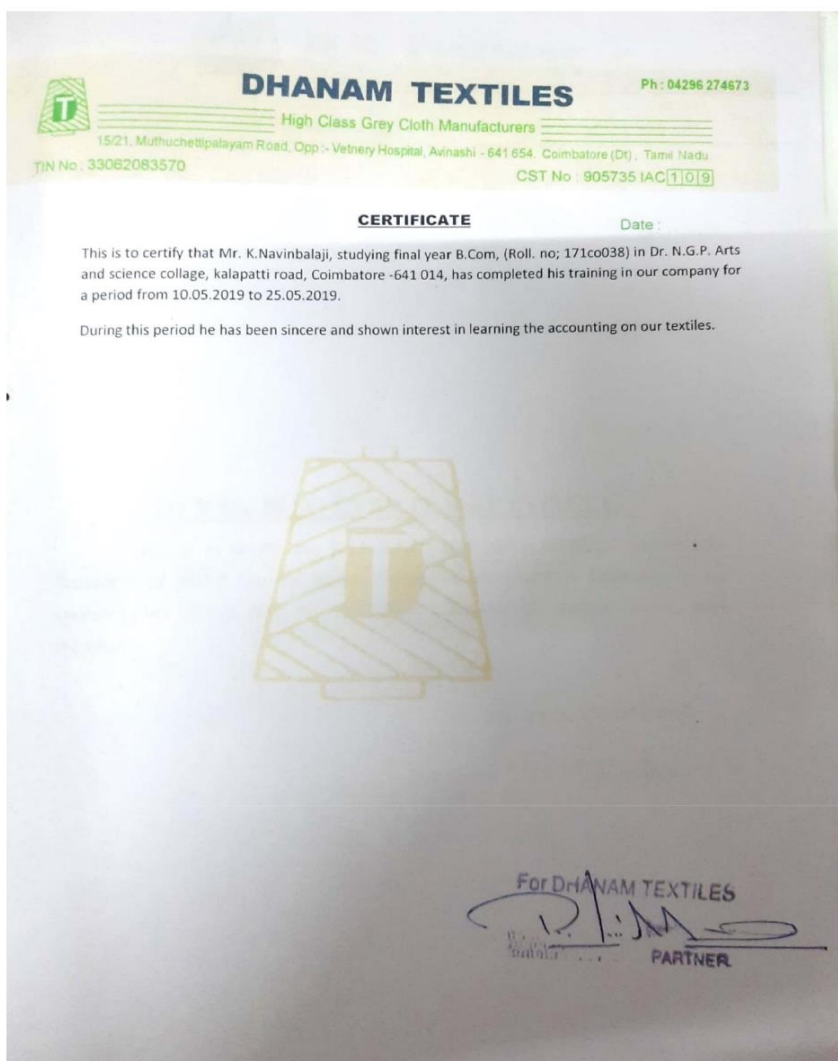 DHANAM TEXTILES
Ph : 04296 274673
T
High Class Grey Cloth Manufacturers
15/21, Muthuchettipalayam Road, Opp :- Vetnery Hospital, Avinashi - 641 654. Coimbatore (Dt) , Tamil Nadu
TIN No : 33062083570
CST No : 905735 IAC 109
CERTIFICATE
Date :
This is to certify that Mr. K.Navinbalaji, studying final year B.Com, (Roll. no; 171co038) in Dr. N.G.P. Arts
and science collage, kalapatti road, Coimbatore -641 014, has completed his training in our company for
a period from 10.05.2019 to 25.05.2019.
During this period he has been sincere and shown interest in learning the accounting on our textiles.
T
For DHANAM TEXTILES
PARTNER